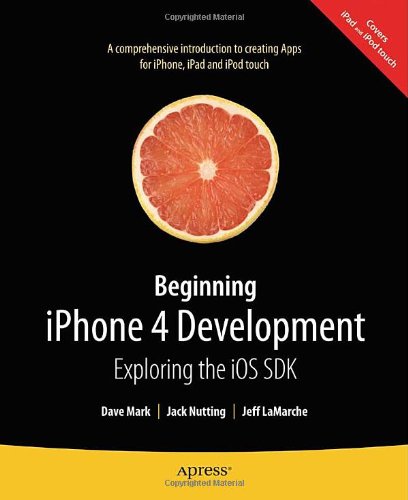 Copyrighted Material
Covers
iPad and iPod touch
A comprehensive introduction to creating Apps
for iPhone, iPad and iPod touch
Beginning
iPhone 4 Development
Exploring the iOS SDK
Dave Mark | Jack Nutting | Jeff LaMarche
Apress®
Copyrighted Material